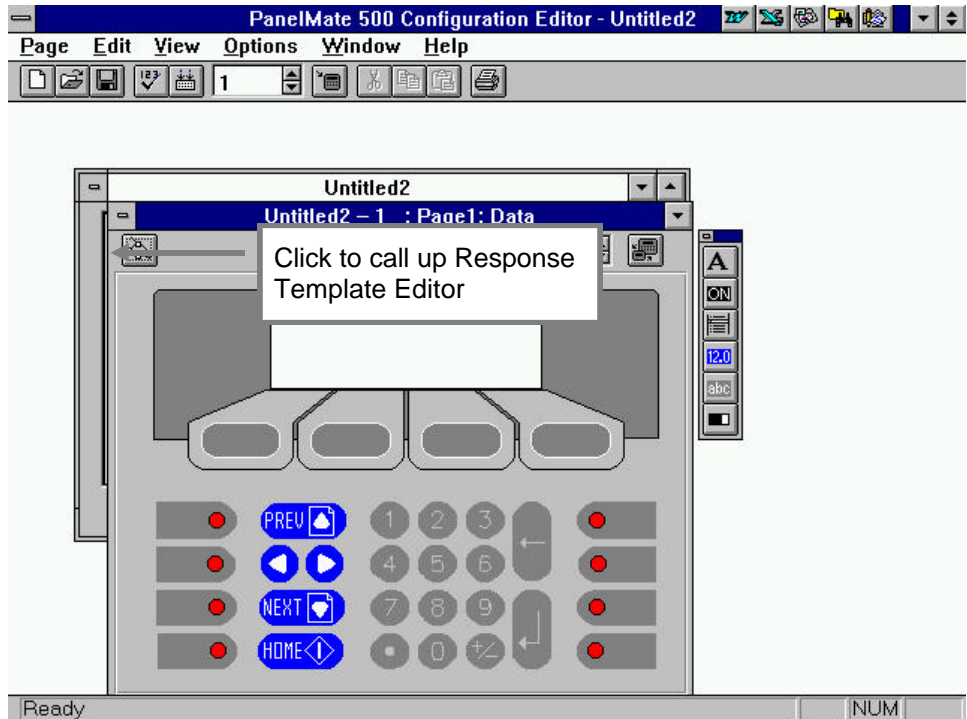 PanelMate 500 Configuration Editor - Untitled2
Page Edit View Options Window Help
123
1
Untitled2
Untitled2 – 1 : Page1: Data
Click to call up Response
Template Editor
A
ON
12.0
abc
PREV 1 2 3
4 5 6
NEXT 7 8 9
HOME 0 +/-
Ready NUM